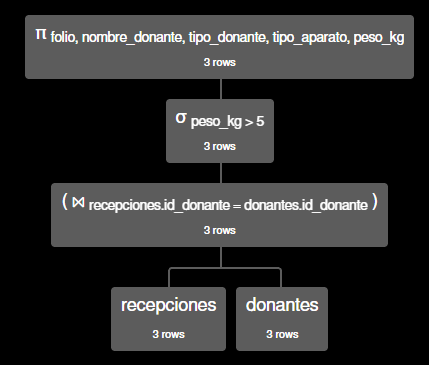 π folio, nombre_donante, tipo_donante, tipo_aparato, peso_kg
3 rows
σ peso_kg > 5
3 rows
( ⋈ recepciones.id_donante = donantes.id_donante )
3 rows
recepciones
3 rows
donantes
3 rows